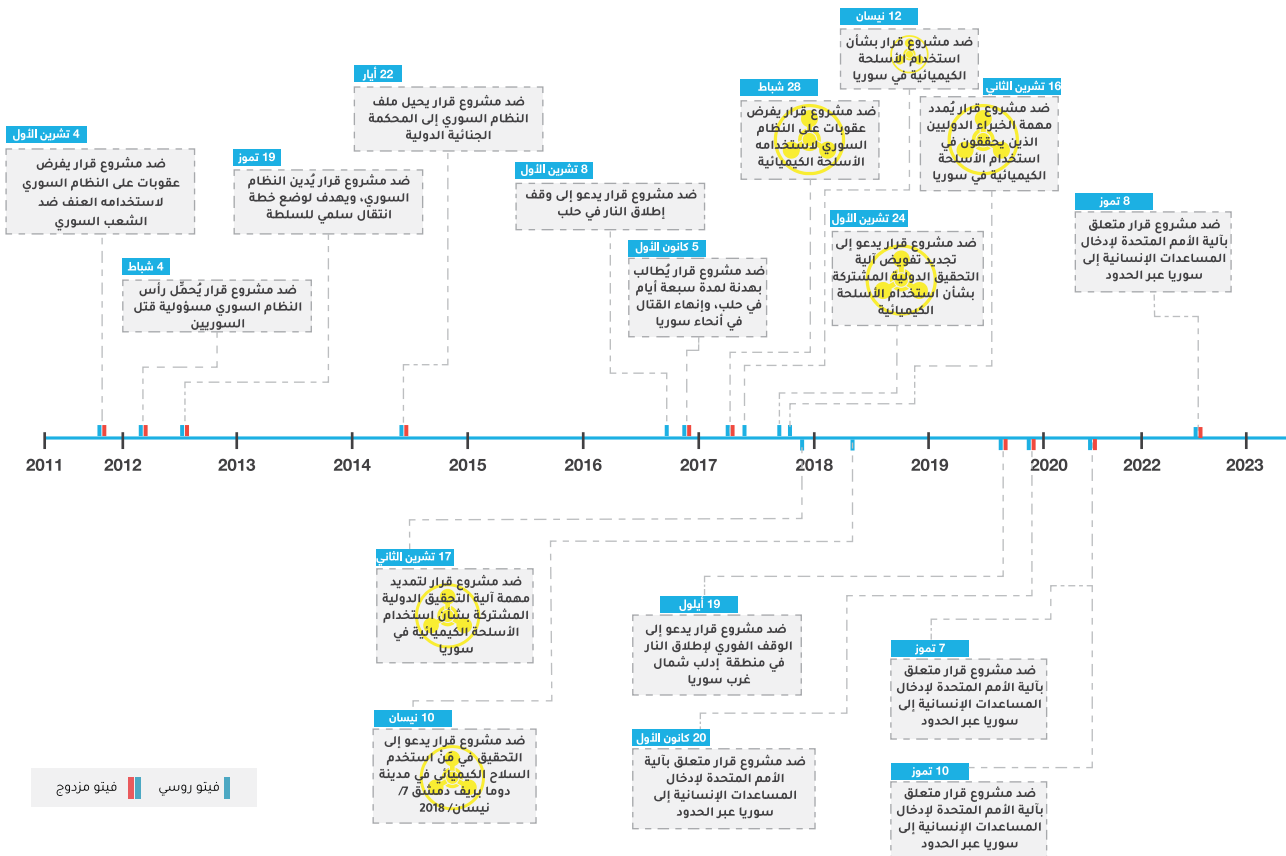 4 تشرين الأول
ضد مشروع قرار يفرض
عقوبات على النظام السوري
لاستخدامه العنف ضد
الشعب السوري
4 شباط
ضد مشروع قرار يُحمّل رأس
النظام السوري مسؤولية قتل
السوريين
19 تموز
ضد مشروع قرار يُدين النظام
السوري، ويهدف لوضع خطة
انتقال سلمي للسلطة
22 أيار
ضد مشروع قرار يحيل ملف
النظام السوري إلى المحكمة
الجنائية الدولية
8 تشرين الأول
ضد مشروع قرار يدعو إلى وقف
إطلاق النار في حلب
5 كانون الأول
ضد مشروع قرار يُطالب
بهدنة لمدة سبعة أيام
في حلب، وإنهاء القتال
في أنحاء سوريا
28 شباط
ضد مشروع قرار يفرض
عقوبات على النظام
السوري لاستخدامه
الأسلحة الكيميائية
12 نيسان
ضد مشروع قرار بشأن
استخدام الأسلحة
الكيميائية في سوريا
24 تشرين الأول
ضد مشروع قرار يدعو إلى
تجديد تفويض آلية
التحقيق الدولية المشتركة
بشأن استخدام الأسلحة
الكيميائية
16 تشرين الثاني
ضد مشروع قرار يُمدد
مهمة الخبراء الدوليين
الذين يحققون في
استخدام الأسلحة
الكيميائية في سوريا
8 تموز
ضد مشروع قرار متعلق
بآلية الأمم المتحدة لإدخال
المساعدات الإنسانية إلى
سوريا عبر الحدود
2011
2012
2013
2014
2015
2016
2017
2018
2019
2020
2022
2023
17 تشرين الثاني
ضد مشروع قرار لتمديد
مهمة آلية التحقيق الدولية
المشتركة بشأن استخدام
الأسلحة الكيميائية في
سوريا
10 نيسان
ضد مشروع قرار يدعو إلى
التحقيق في مَنْ استخدم
السلاح الكيميائي في مدينة
دوما بريف دمشق 7/
نيسان/ 2018
19 أيلول
ضد مشروع قرار يدعو إلى
الوقف الفوري لإطلاق النار
في منطقة إدلب شمال
غرب سوريا
20 كانون الأول
ضد مشروع قرار متعلق بآلية
الأمم المتحدة لإدخال
المساعدات الإنسانية إلى
سوريا عبر الحدود
7 تموز
ضد مشروع قرار متعلق
بآلية الأمم المتحدة لإدخال
المساعدات الإنسانية إلى
سوريا عبر الحدود
10 تموز
ضد مشروع قرار متعلق
بآلية الأمم المتحدة لإدخال
المساعدات الإنسانية إلى
سوريا عبر الحدود
فيتو روسي
فيتو مزدوج